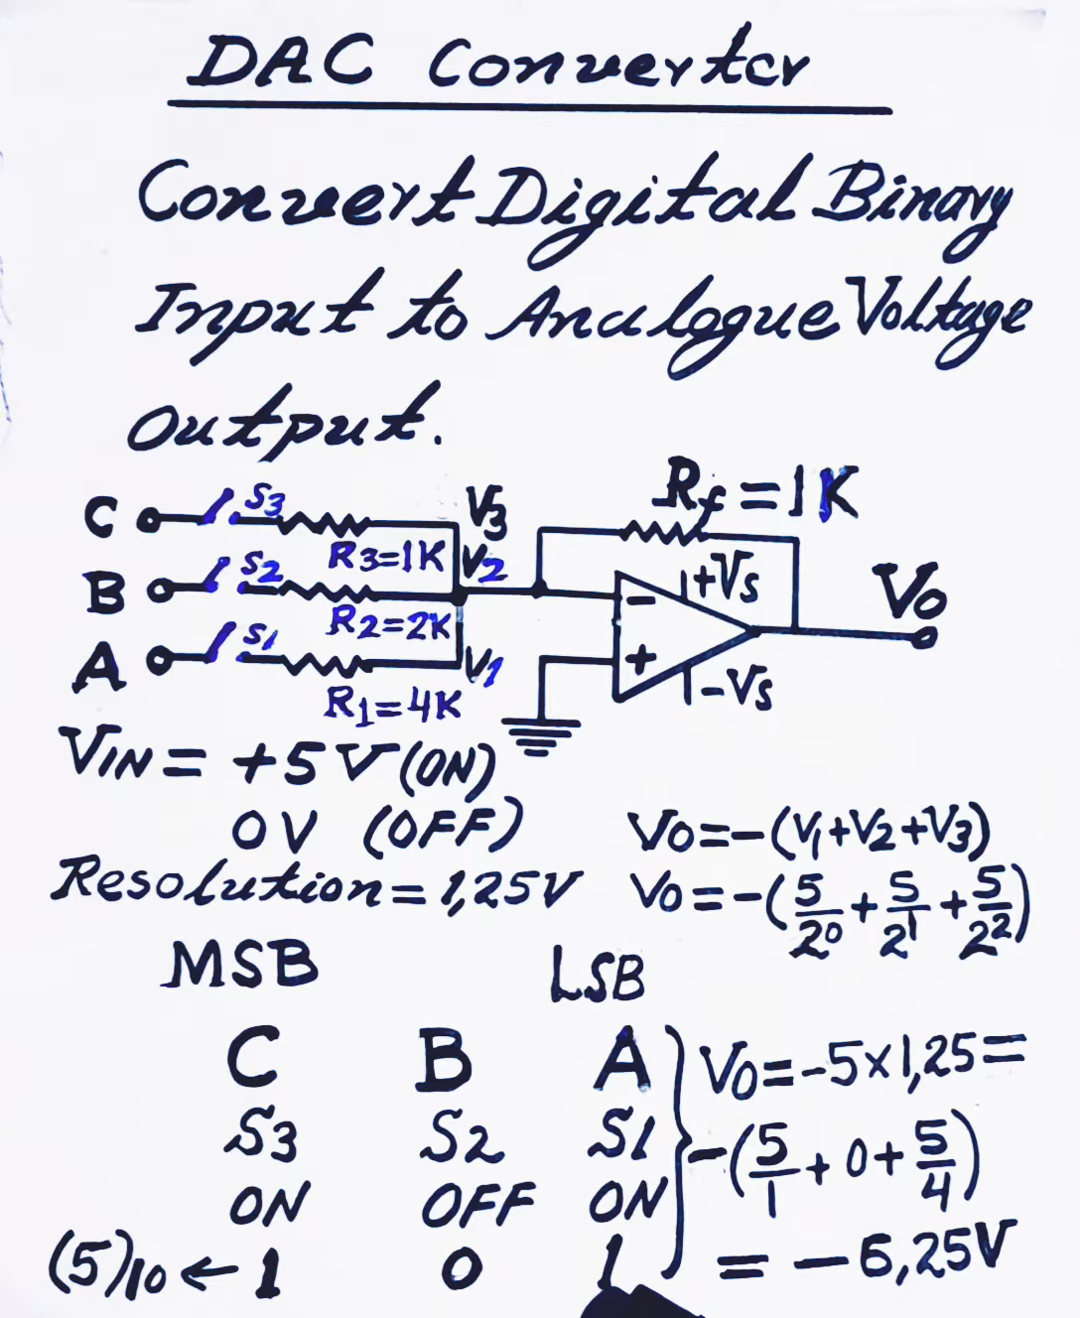 DAC Converter
Convert Digital Binary
Input to Analogue Voltage
Output.
C S3 R3=1K V3
B S2 R2=2K V2
A S1 R1=4K V1
Rf=1K
+Vs
-
+
-Vs
Vo
VIN = +5V (ON)
0V (OFF)
Resolution=1,25V
Vo=-(V1+V2+V3)
Vo=-(5/2⁰+5/2¹+5/2²)
MSB LSB
C B A
S3 S2 S1
ON OFF ON
(5)10 ← 1 0 1
Vo=-5x1,25=
-(5/1+0+5/4)
= -6,25V